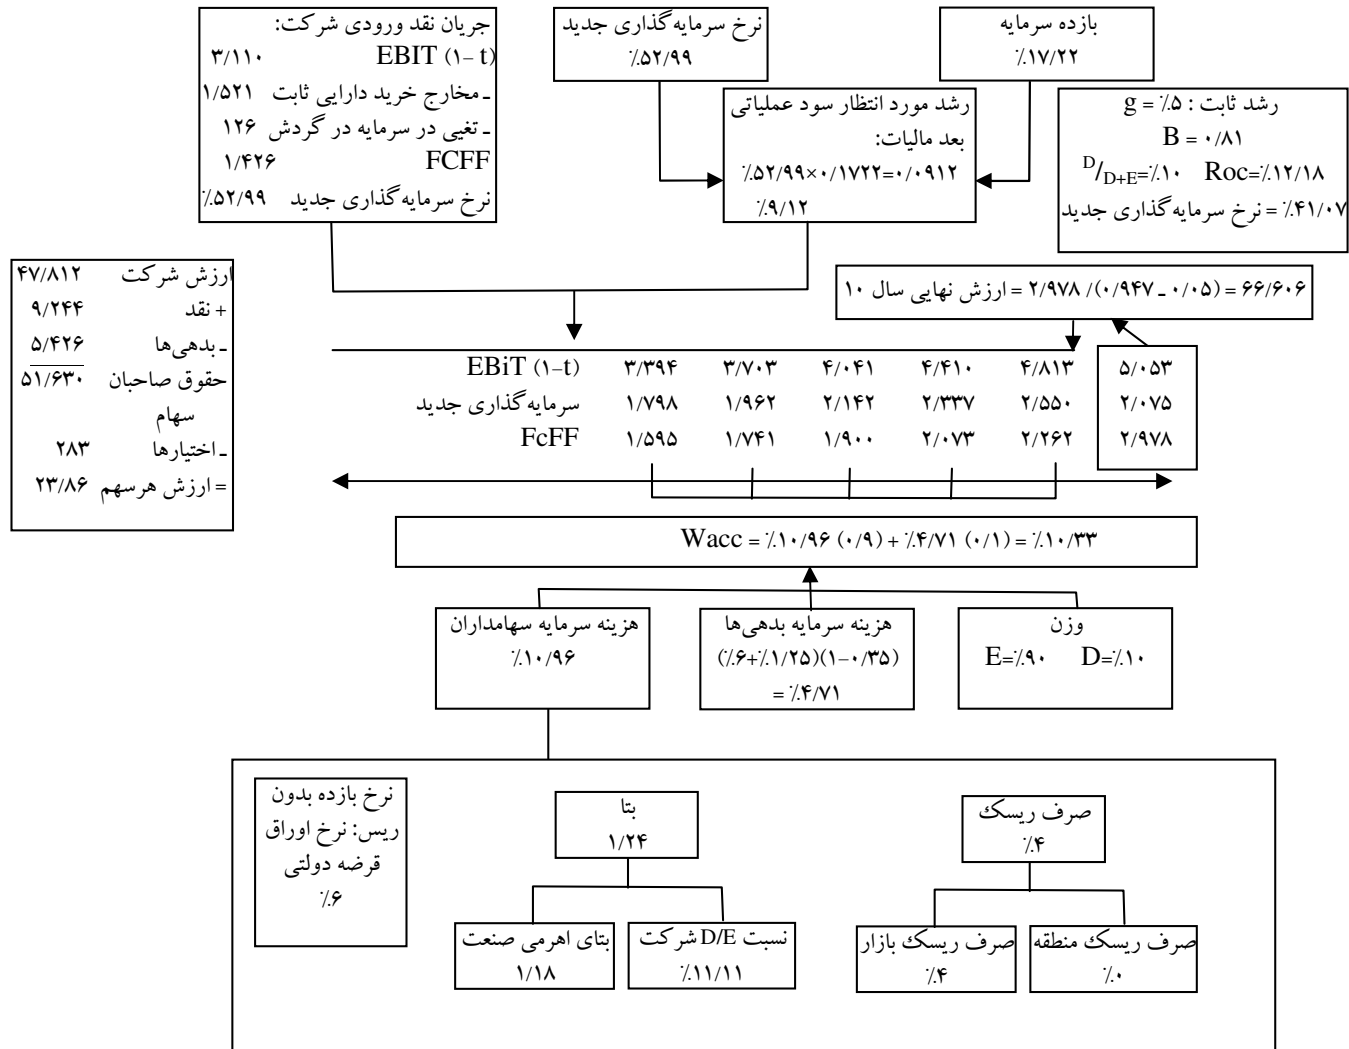 جریان نقد ورودی شرکت:
EBIT (۱– t) ۳/۱۱۰
ـ مخارج خرید دارایی ثابت ۱/۵۲۱
ـ تغیی در سرمایه در گردش ۱۲۶
FCFF ۱/۴۲۶
نرخ سرمایه‌گذاری جدید ٪۵۲/۹۹
نرخ سرمایه‌گذاری جدید
٪۵۲/۹۹
بازده سرمایه
٪۱۷/۲۲
رشد مورد انتظار سود عملیاتی
بعد مالیات:
٪۵۲/۹۹×۰/۱۷۲۲=۰/۰۹۱۲
٪۹/۱۲
رشد ثابت : g = ٪۵
B = ۰/۸۱
D/D+E=٪۱۰ Roc=٪۱۲/۱۸
٪۴۱/۰۷ = نرخ سرمایه‌گذاری جدید
ارزش شرکت ۴۷/۸۱۲
+ نقد ۹/۲۴۴
ـ بدهی‌ها ۵/۴۲۶
حقوق صاحبان ۵۱/۶۳۰
سهام
ـ اختیارها ۲۸۳
= ارزش هرسهم ۲۳/۸۶
۶۶/۶۰۶ = (۰/۹۴۷ ـ ۰/۰۵) /۲/۹۷۸ = ارزش نهایی سال ۱۰
EBiT (۱–t) ۳/۳۹۴ ۳/۷۰۳ ۴/۰۴۱ ۴/۴۱۰ ۴/۸۱۳ ۵/۰۵۳
سرمایه‌گذاری جدید ۱/۷۹۸ ۱/۹۶۲ ۲/۱۴۲ ۲/۳۳۷ ۲/۵۵۰ ۲/۰۷۵
FcFF ۱/۵۹۵ ۱/۷۴۱ ۱/۹۰۰ ۲/۰۷۳ ۲/۲۶۲ ۲/۹۷۸
Wacc = ٪۱۰/۹۶ (۰/۹) + ٪۴/۷۱ (۰/۱) = ٪۱۰/۳۳
هزینه سرمایه سهامداران
٪۱۰/۹۶
هزینه سرمایه بدهی‌ها
(٪۶+٪۱/۲۵)(۱–۰/۳۵)
= ٪۴/۷۱
وزن
E=٪۹۰ D=٪۱۰
نرخ بازده بدون
ریس: نرخ اوراق
قرضه دولتی
٪۶
بتا
۱/۲۴
صرف ریسک
٪۴
بتای اهرمی صنعت
۱/۱۸
نسبت D/E شرکت
٪۱۱/۱۱
صرف ریسک بازار
٪۴
صرف ریسک منطقه
٪۰